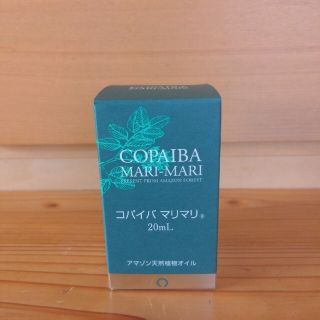 COPAIBA
MARI-MARI
PRESENT FROM AMAZON FOREST
コパイバ マリマリ®
20mL
アマゾン天然植物オイル